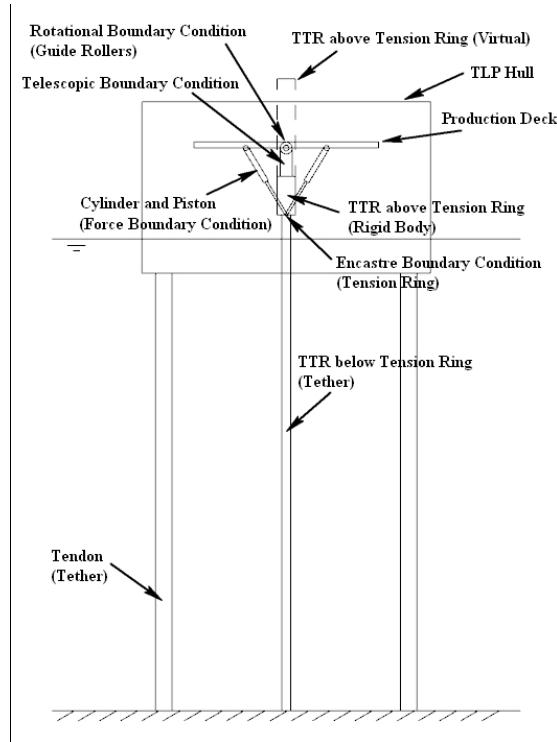 Rotational Boundary Condition
(Guide Rollers)
TTR above Tension Ring (Virtual)
Telescopic Boundary Condition
TLP Hull
Production Deck
Cylinder and Piston
(Force Boundary Condition)
TTR above Tension Ring
(Rigid Body)
Encastre Boundary Condition
(Tension Ring)
TTR below Tension Ring
(Tether)
Tendon
(Tether)